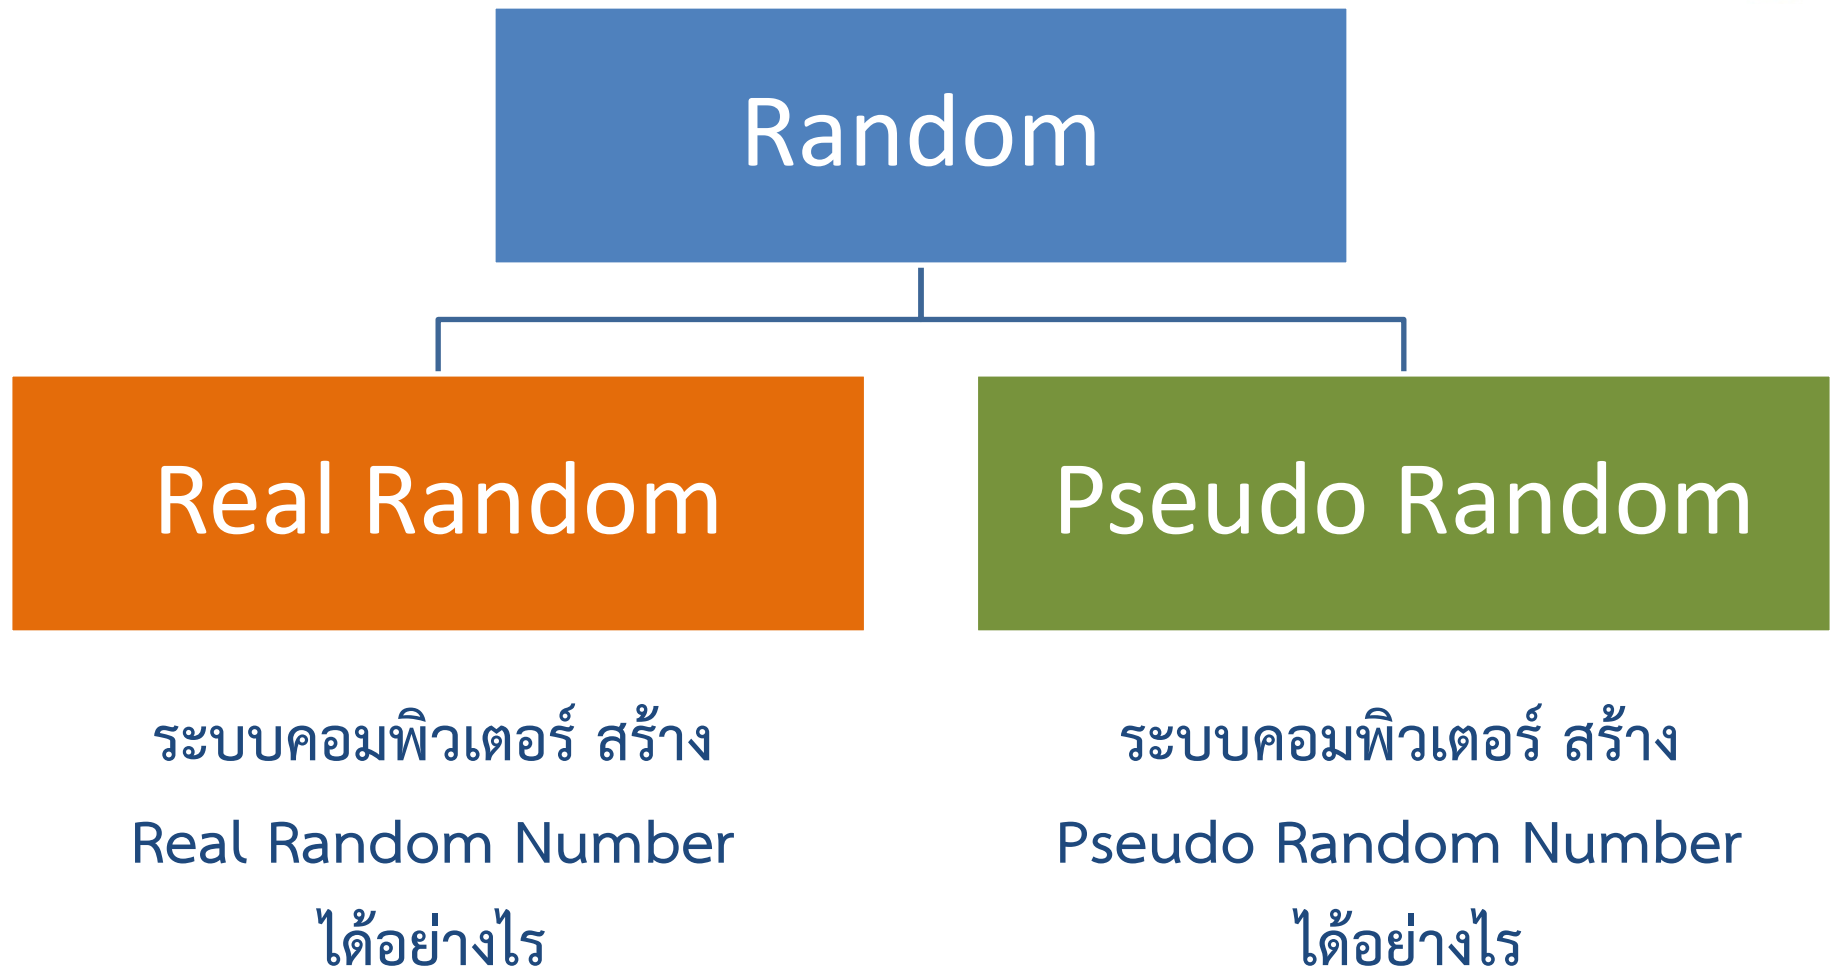 Random
Real Random
Pseudo Random
ระบบคอมพิวเตอร์ สร้าง
Real Random Number
ได้อย่างไร
ระบบคอมพิวเตอร์ สร้าง
Pseudo Random Number
ได้อย่างไร